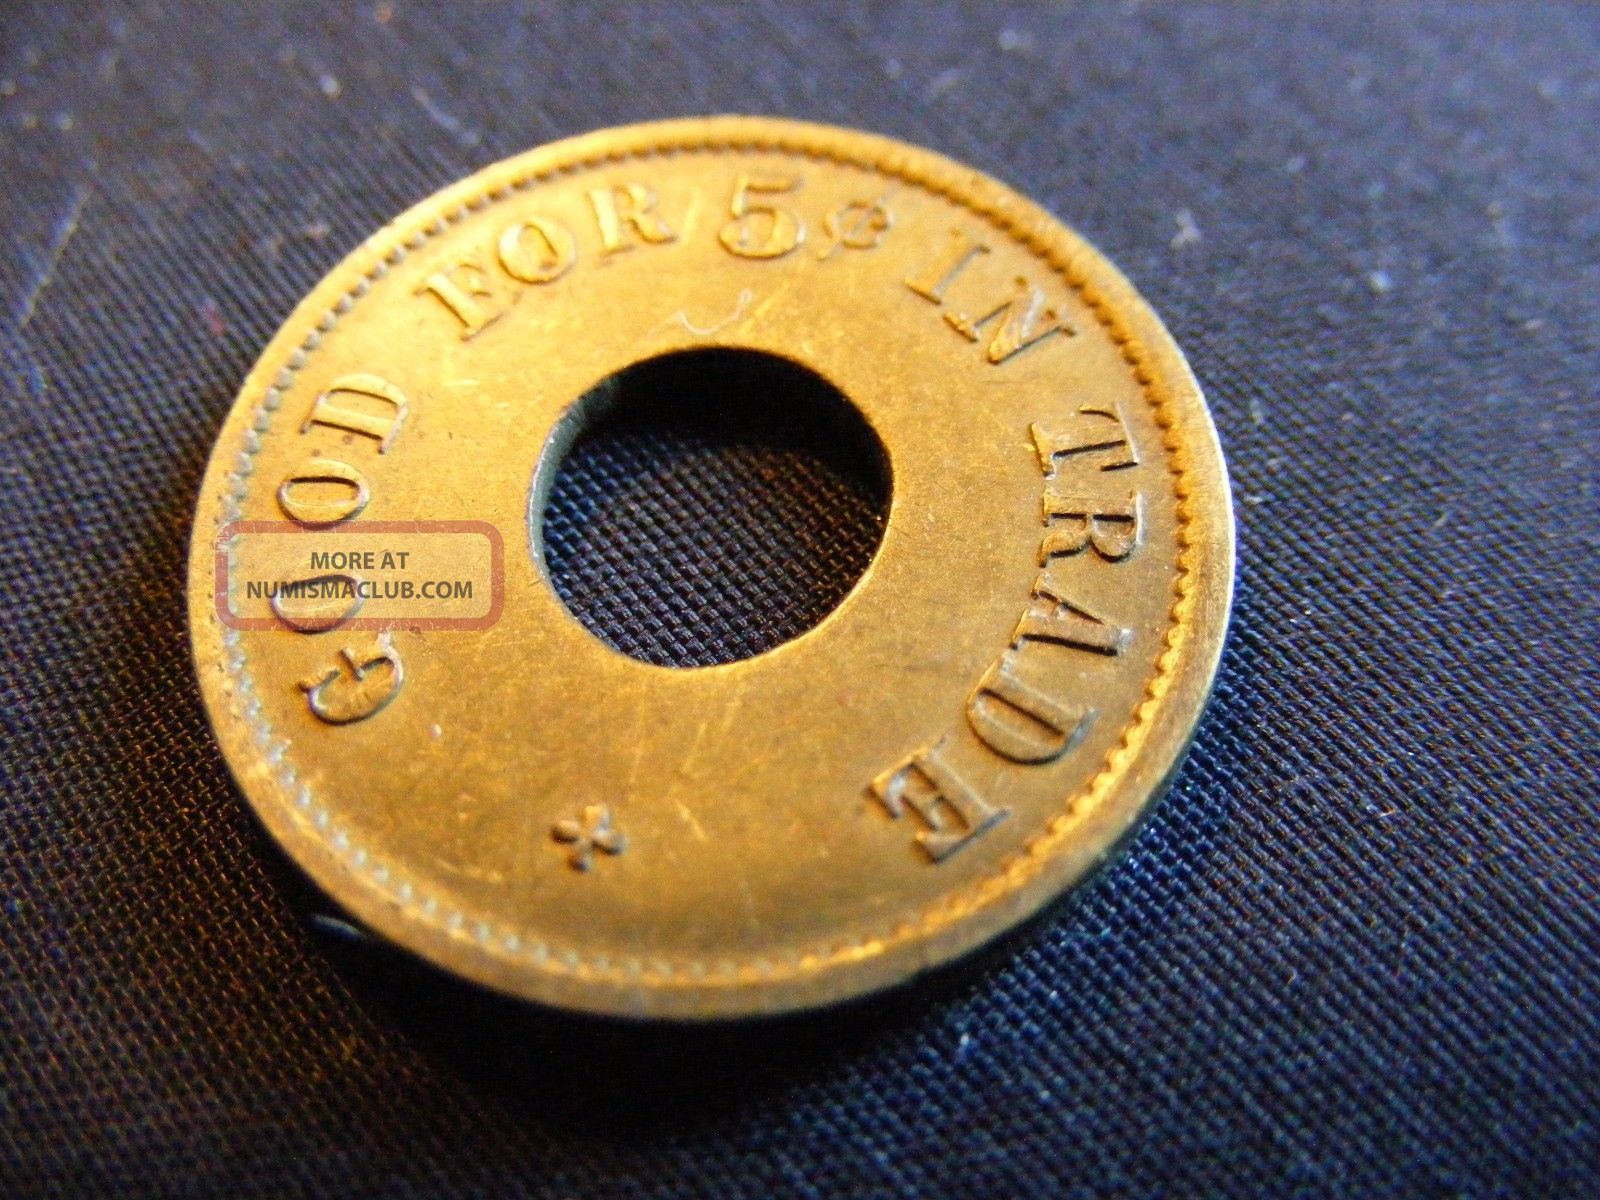 GOOD FOR 5¢ IN TRADE
MORE AT
NUMISMACLUB.COM